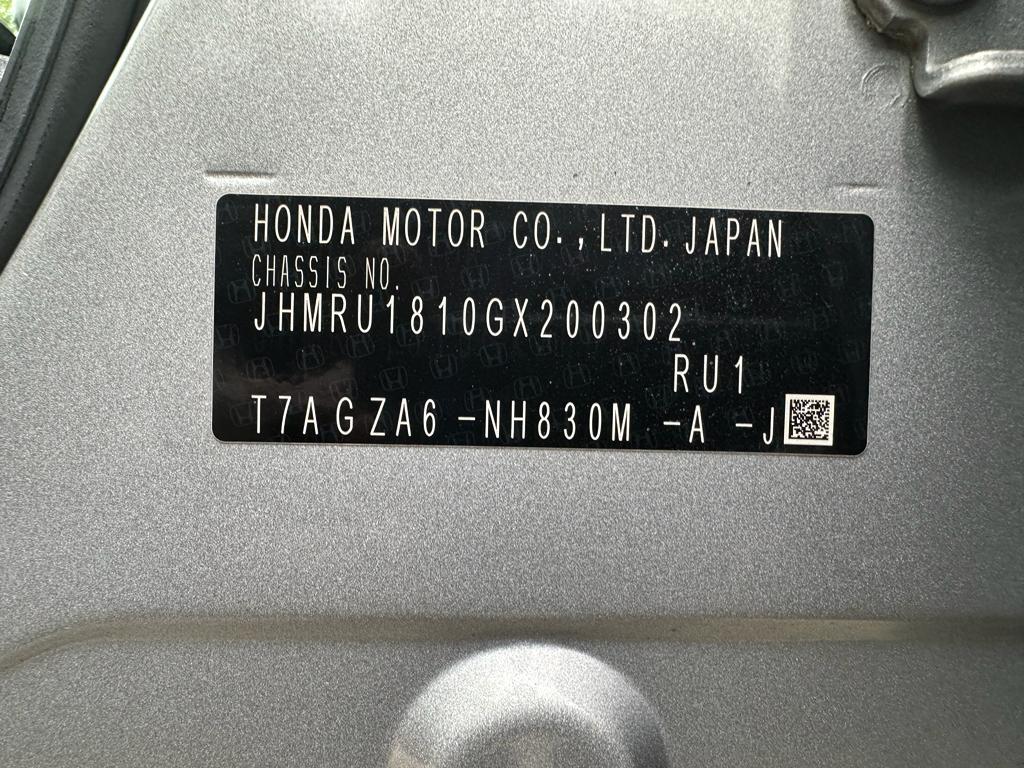 HONDA MOTOR CO.,LTD.JAPAN
CHASSIS NO.
JHMRU1810GX200302
RU1
T7AGZA6-NH830M -A -J